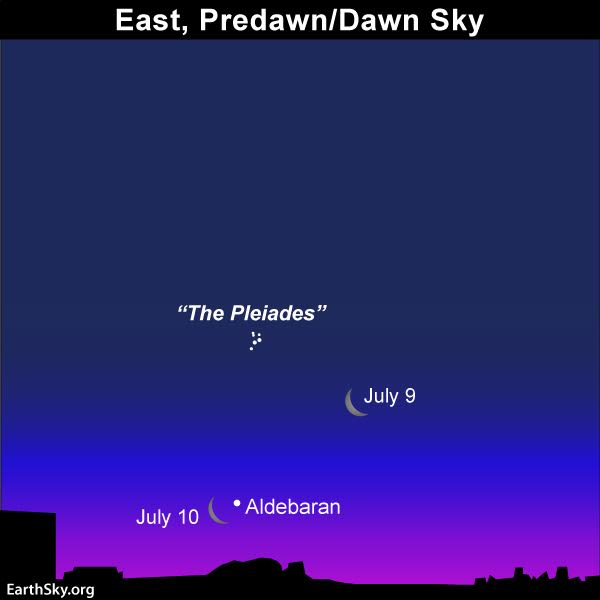 East, Predawn/Dawn Sky
“The Pleiades”
July 9
July 10
Aldebaran
EarthSky.org